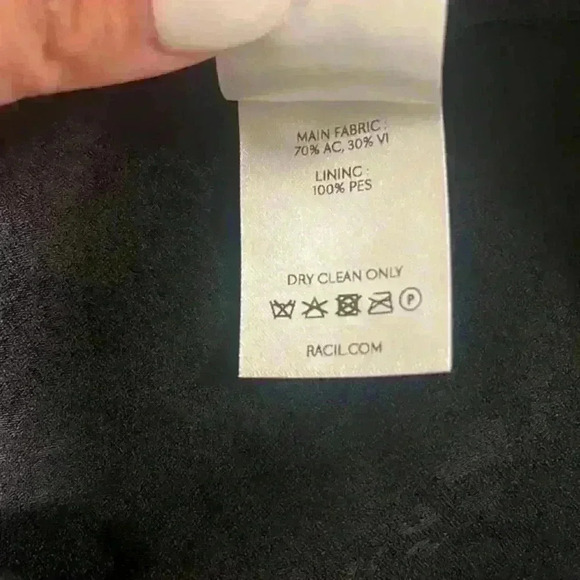 MAIN FABRIC :
70% AC, 30% VI
LINING :
100% PES
DRY CLEAN ONLY
P
RACIL.COM